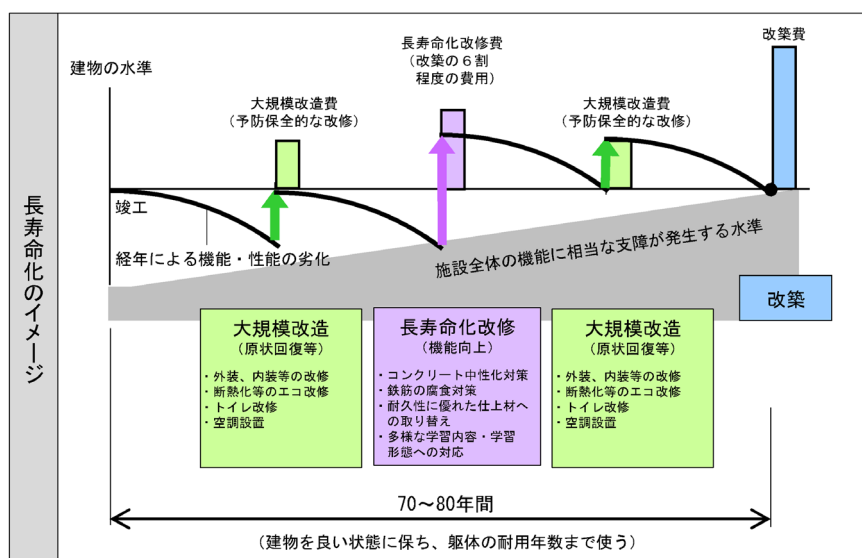 長寿命化のイメージ
建物の水準
大規模改造費
(予防保全的な改修)
長寿命化改修費
(改築の6割
程度の費用)
大規模改造費
(予防保全的な改修)
改築費
竣工
経年による機能・性能の劣化
施設全体の機能に相当な支障が発生する水準
改築
大規模改造
(原状回復等)
・外装、内装等の改修
・断熱化等のエコ改修
・トイレ改修
・空調設置
長寿命化改修
(機能向上)
・コンクリート中性化対策
・鉄筋の腐食対策
・耐久性に優れた仕上材へ
の取り替え
・多様な学習内容・学習
形態への対応
大規模改造
(原状回復等)
・外装、内装等の改修
・断熱化等のエコ改修
・トイレ改修
・空調設置
70～80年間
(建物を良い状態に保ち、躯体の耐用年数まで使う)